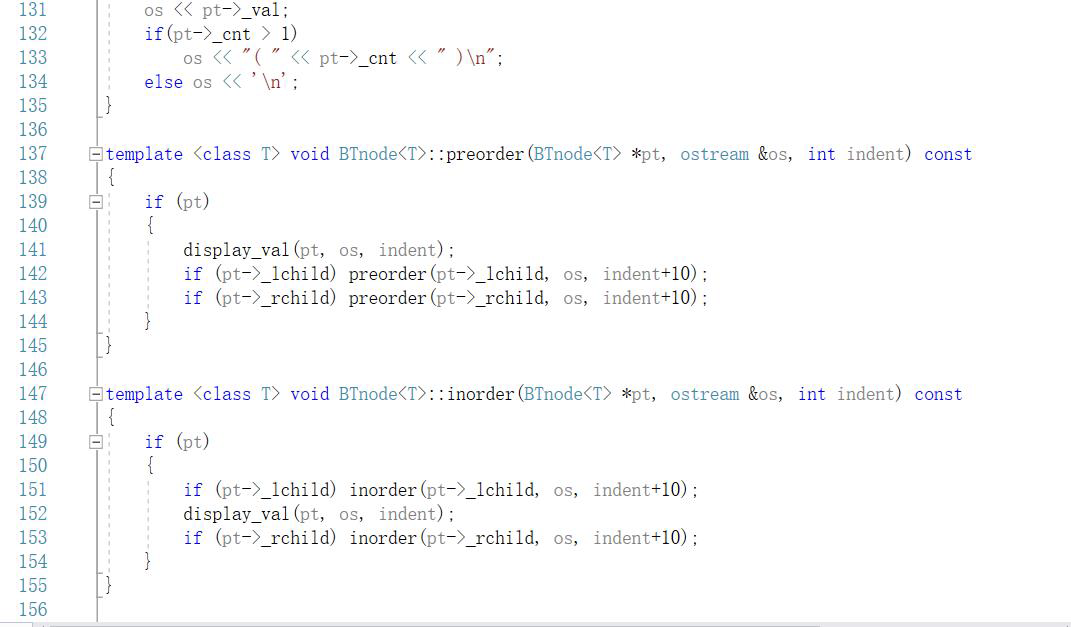 131 os << pt->_val;
132 if(pt->_cnt > 1)
133 os << "( " << pt->_cnt << " )\n";
134 else os << '\n';
135 }
136
137 template <class T> void BTnode<T>::preorder(BTnode<T> *pt, ostream &os, int indent) const
138 {
139 if (pt)
140 {
141 display_val(pt, os, indent);
142 if (pt->_lchild) preorder(pt->_lchild, os, indent+10);
143 if (pt->_rchild) preorder(pt->_rchild, os, indent+10);
144 }
145 }
146
147 template <class T> void BTnode<T>::inorder(BTnode<T> *pt, ostream &os, int indent) const
148 {
149 if (pt)
150 {
151 if (pt->_lchild) inorder(pt->_lchild, os, indent+10);
152 display_val(pt, os, indent);
153 if (pt->_rchild) inorder(pt->_rchild, os, indent+10);
154 }
155 }
156